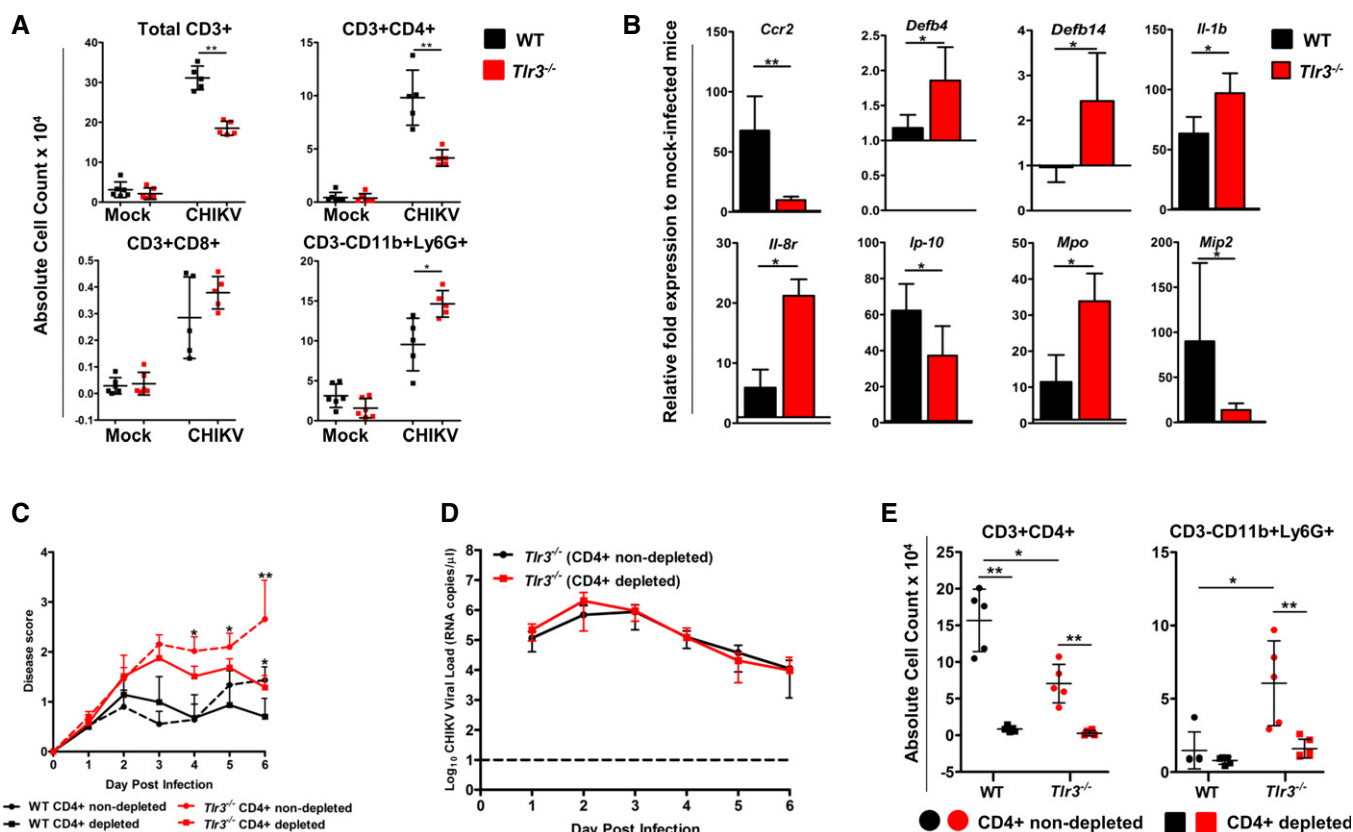 A
Total CD3+
CD3+CD4+
WT
Tlr3-/-
Absolute Cell Count x 10⁴
40
30
20
10
0
**
Mock
CHIKV
15
10
5
0
**
Mock
CHIKV
CD3+CD8+
CD3-CD11b+Ly6G+
0.5
0.4
0.3
0.2
0.1
0.0
-0.1
Mock
CHIKV
20
15
10
5
0
*
Mock
CHIKV
B
Relative fold expression to mock-infected mice
Ccr2
150
100
50
0
**
Defb4
2.5
2.0
1.5
1.0
0.5
0.0
*
Defb14
4
3
2
1
0
*
Il-1b
150
100
50
0
*
WT
Tlr3-/-
Il-8r
30
20
10
0
*
Ip-10
100
80
60
40
20
0
*
Mpo
50
40
30
20
10
0
*
Mip2
200
150
100
50
0
*
C
Disease score
4
3
2
1
0
* * ** *
0 1 2 3 4 5 6
Day Post Infection
WT CD4+ non-depleted
Tlr3-/- CD4+ non-depleted
WT CD4+ depleted
Tlr3-/- CD4+ depleted
D
Log10 CHIKV Viral Load (RNA copies/µl)
8
7
6
5
4
3
2
1
0
Tlr3-/- (CD4+ non-depleted)
Tlr3-/- (CD4+ depleted)
0 1 2 3 4 5 6
Day Post Infection
E
CD3+CD4+
CD3-CD11b+Ly6G+
Absolute Cell Count x 10⁴
25
20
15
10
5
0
-5
** * **
WT
Tlr3-/-
15
10
5
0
* **
WT
Tlr3-/-
CD4+ non-depleted
CD4+ depleted